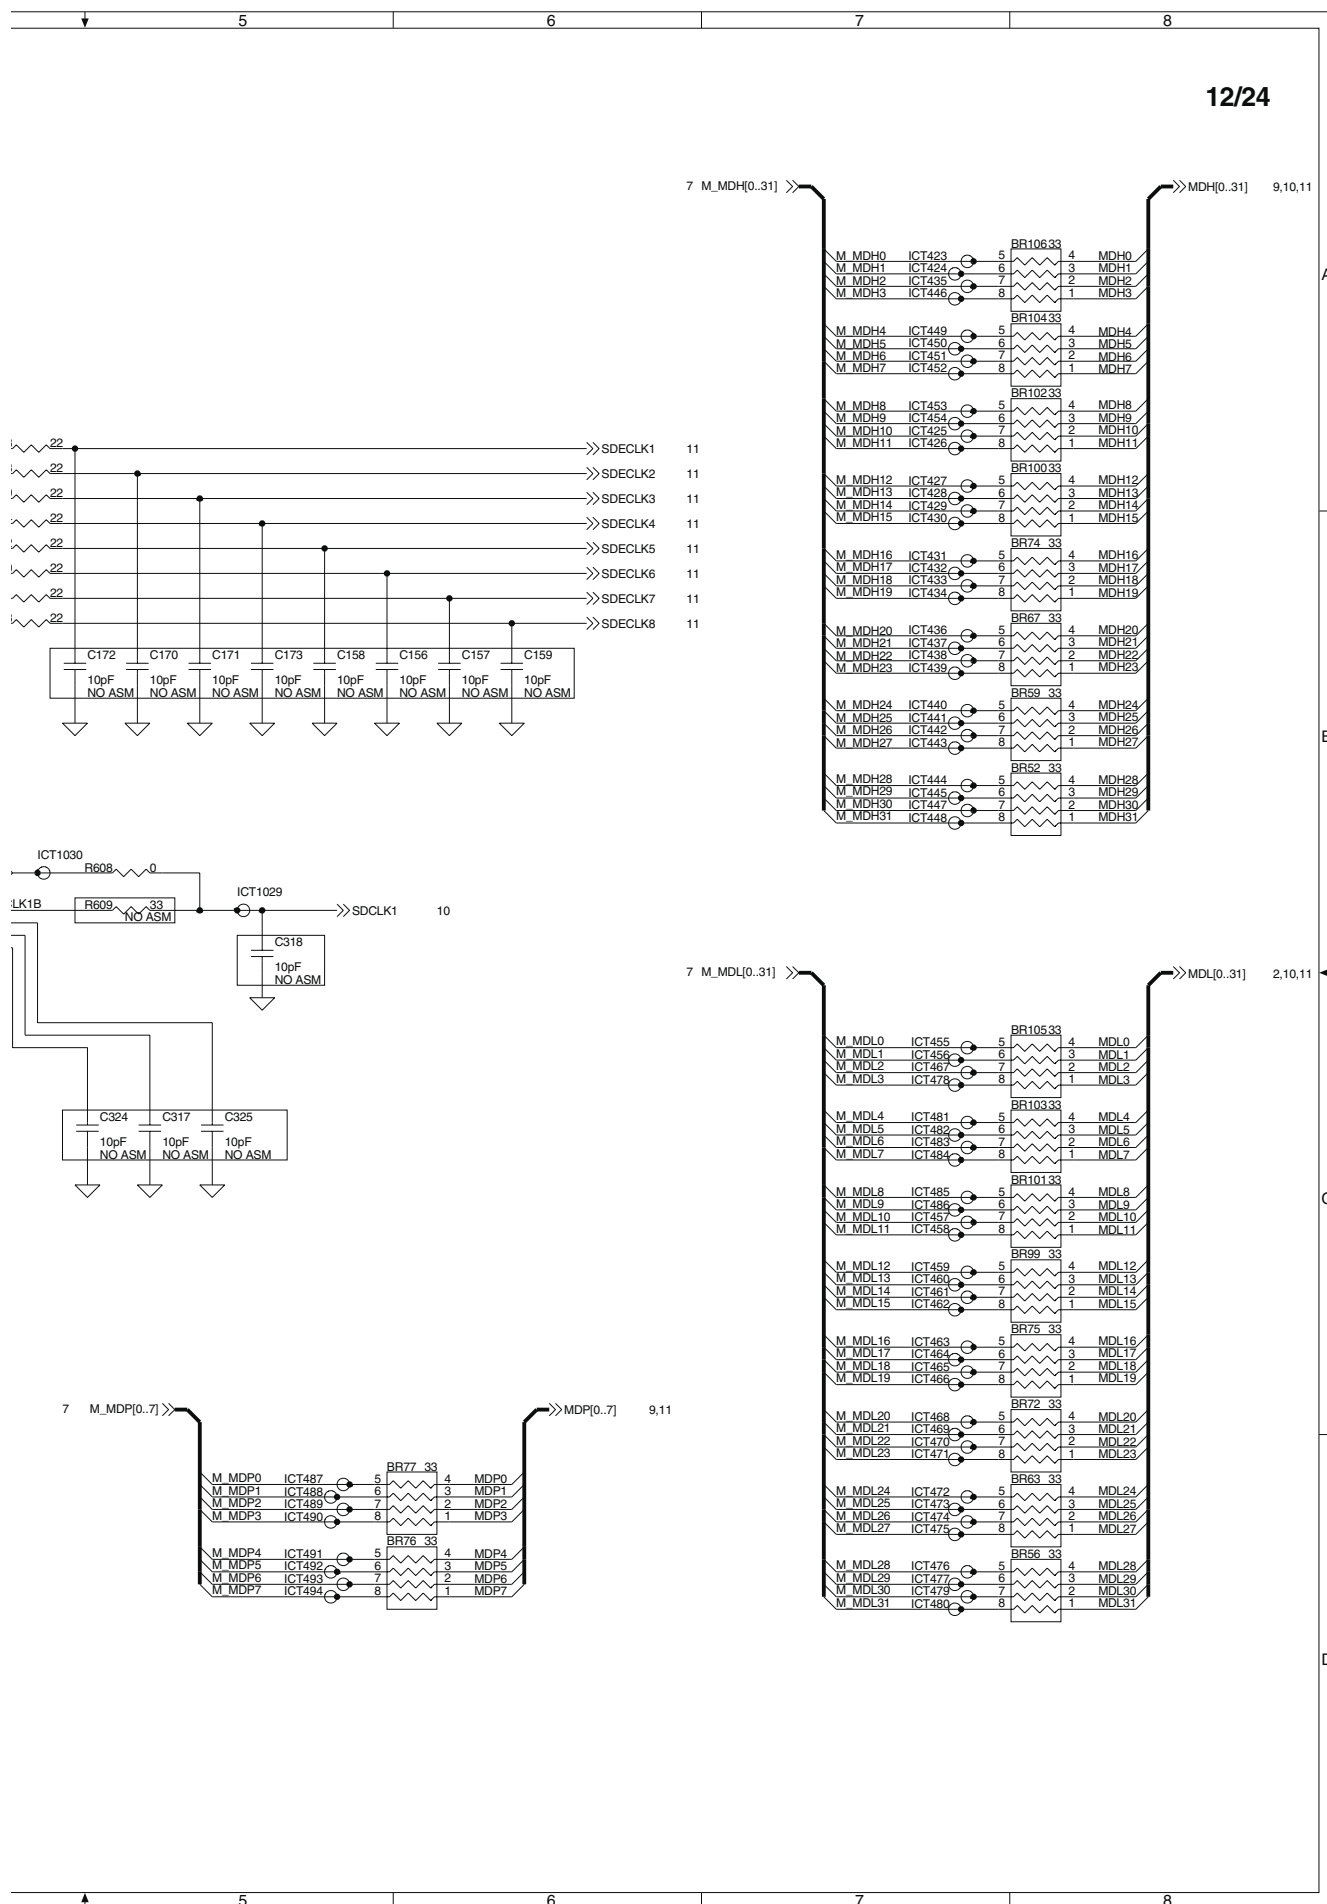 5 6 7 8
12/24
7 M_MDH[0..31] MDH[0..31] 9,10,11
A
BR106 33
M_MDH0 ICT423 5 4 MDH0
M_MDH1 ICT424 6 3 MDH1
M_MDH2 ICT435 7 2 MDH2
M_MDH3 ICT446 8 1 MDH3
BR104 33
M_MDH4 ICT449 5 4 MDH4
M_MDH5 ICT450 6 3 MDH5
M_MDH6 ICT451 7 2 MDH6
M_MDH7 ICT452 8 1 MDH7
BR102 33
M_MDH8 ICT453 5 4 MDH8
M_MDH9 ICT454 6 3 MDH9
M_MDH10 ICT425 7 2 MDH10
M_MDH11 ICT426 8 1 MDH11
BR100 33
M_MDH12 ICT427 5 4 MDH12
M_MDH13 ICT428 6 3 MDH13
M_MDH14 ICT429 7 2 MDH14
M_MDH15 ICT430 8 1 MDH15
BR74 33
M_MDH16 ICT431 5 4 MDH16
M_MDH17 ICT432 6 3 MDH17
M_MDH18 ICT433 7 2 MDH18
M_MDH19 ICT434 8 1 MDH19
BR67 33
M_MDH20 ICT436 5 4 MDH20
M_MDH21 ICT437 6 3 MDH21
M_MDH22 ICT438 7 2 MDH22
M_MDH23 ICT439 8 1 MDH23
BR59 33
M_MDH24 ICT440 5 4 MDH24
M_MDH25 ICT441 6 3 MDH25
M_MDH26 ICT442 7 2 MDH26
M_MDH27 ICT443 8 1 MDH27
BR52 33
M_MDH28 ICT444 5 4 MDH28
M_MDH29 ICT445 6 3 MDH29
M_MDH30 ICT447 7 2 MDH30
M_MDH31 ICT448 8 1 MDH31
22 SDECLK1 11
22 SDECLK2 11
22 SDECLK3 11
22 SDECLK4 11
22 SDECLK5 11
22 SDECLK6 11
22 SDECLK7 11
22 SDECLK8 11
C172 C170 C171 C173 C158 C156 C157 C159
10pF 10pF 10pF 10pF 10pF 10pF 10pF 10pF
NO ASM NO ASM NO ASM NO ASM NO ASM NO ASM NO ASM NO ASM
ICT1030
R608 0
ICT1029
LK1B R609 33 SDCLK1 10
NO ASM
C318
10pF
NO ASM
C324 C317 C325
10pF 10pF 10pF
NO ASM NO ASM NO ASM
7 M_MDL[0..31] MDL[0..31] 2,10,11
BR105 33
M_MDL0 ICT455 5 4 MDL0
M_MDL1 ICT456 6 3 MDL1
M_MDL2 ICT467 7 2 MDL2
M_MDL3 ICT478 8 1 MDL3
BR103 33
M_MDL4 ICT481 5 4 MDL4
M_MDL5 ICT482 6 3 MDL5
M_MDL6 ICT483 7 2 MDL6
M_MDL7 ICT484 8 1 MDL7
BR101 33
M_MDL8 ICT485 5 4 MDL8
M_MDL9 ICT486 6 3 MDL9
M_MDL10 ICT457 7 2 MDL10
M_MDL11 ICT458 8 1 MDL11
BR99 33
M_MDL12 ICT459 5 4 MDL12
M_MDL13 ICT460 6 3 MDL13
M_MDL14 ICT461 7 2 MDL14
M_MDL15 ICT462 8 1 MDL15
BR75 33
M_MDL16 ICT463 5 4 MDL16
M_MDL17 ICT464 6 3 MDL17
M_MDL18 ICT465 7 2 MDL18
M_MDL19 ICT466 8 1 MDL19
BR72 33
M_MDL20 ICT468 5 4 MDL20
M_MDL21 ICT469 6 3 MDL21
M_MDL22 ICT470 7 2 MDL22
M_MDL23 ICT471 8 1 MDL23
BR63 33
M_MDL24 ICT472 5 4 MDL24
M_MDL25 ICT473 6 3 MDL25
M_MDL26 ICT474 7 2 MDL26
M_MDL27 ICT475 8 1 MDL27
BR56 33
M_MDL28 ICT476 5 4 MDL28
M_MDL29 ICT477 6 3 MDL29
M_MDL30 ICT479 7 2 MDL30
M_MDL31 ICT480 8 1 MDL31
7 M_MDP[0..7] MDP[0..7] 9,11
BR77 33
M_MDP0 ICT487 5 4 MDP0
M_MDP1 ICT488 6 3 MDP1
M_MDP2 ICT489 7 2 MDP2
M_MDP3 ICT490 8 1 MDP3
BR76 33
M_MDP4 ICT491 5 4 MDP4
M_MDP5 ICT492 6 3 MDP5
M_MDP6 ICT493 7 2 MDP6
M_MDP7 ICT494 8 1 MDP7
5 6 7 8